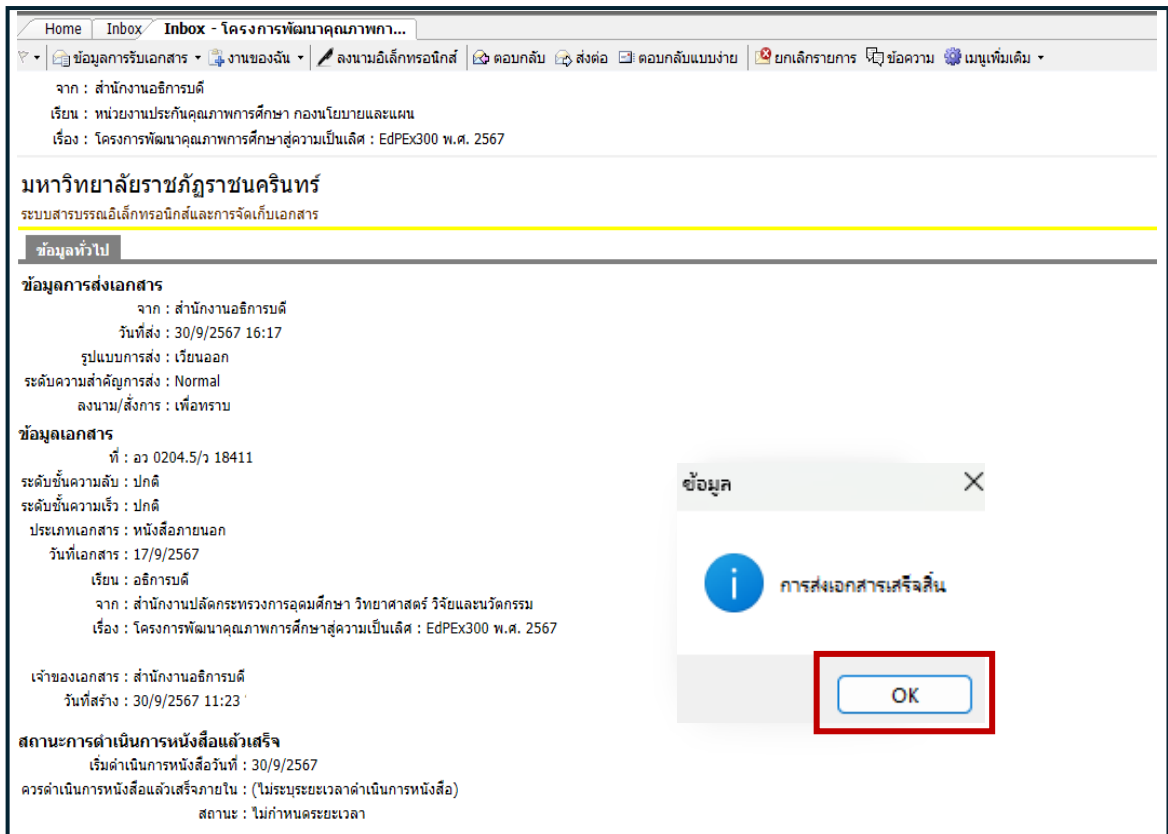 Home Inbox Inbox - โครงการพัฒนาคุณภาพกา...
ข้อมูลการรับเอกสาร งานของฉัน ลงนามอิเล็กทรอนิกส์ ตอบกลับ ส่งต่อ ตอบกลับแบบง่าย ยกเลิกรายการ ข้อความ เมนูเพิ่มเติม
จาก : สำนักงานอธิการบดี
เรียน : หน่วยงานประกันคุณภาพการศึกษา กองนโยบายและแผน
เรื่อง : โครงการพัฒนาคุณภาพการศึกษาสู่ความเป็นเลิศ : EdPEx300 พ.ศ. 2567
มหาวิทยาลัยราชภัฏราชนครินทร์
ระบบสารบรรณอิเล็กทรอนิกส์และการจัดเก็บเอกสาร
ข้อมูลทั่วไป
ข้อมูลการส่งเอกสาร
จาก : สำนักงานอธิการบดี
วันที่ส่ง : 30/9/2567 16:17
รูปแบบการส่ง : เวียนออก
ระดับความสำคัญการส่ง : Normal
ลงนาม/สั่งการ : เพื่อทราบ
ข้อมูลเอกสาร
ที่ : อว 0204.5/ว 18411
ระดับชั้นความลับ : ปกติ
ระดับชั้นความเร็ว : ปกติ
ประเภทเอกสาร : หนังสือภายนอก
วันที่เอกสาร : 17/9/2567
เรียน : อธิการบดี
จาก : สำนักงานปลัดกระทรวงการอุดมศึกษา วิทยาศาสตร์ วิจัยและนวัตกรรม
เรื่อง : โครงการพัฒนาคุณภาพการศึกษาสู่ความเป็นเลิศ : EdPEx300 พ.ศ. 2567
เจ้าของเอกสาร : สำนักงานอธิการบดี
วันที่สร้าง : 30/9/2567 11:23
สถานะการดำเนินการหนังสือแล้วเสร็จ
เริ่มดำเนินการหนังสือวันที่ : 30/9/2567
ควรดำเนินการหนังสือแล้วเสร็จภายใน : (ไม่ระบุระยะเวลาดำเนินการหนังสือ)
สถานะ : ไม่กำหนดระยะเวลา
ข้อมูล
การส่งเอกสารเสร็จสิ้น
OK